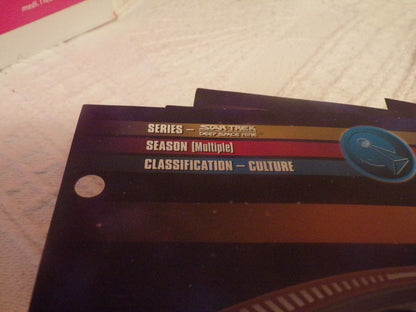 SERIES – STAR TREK
DEEP SPACE NINE
SEASON (Multiple)
CLASSIFICATION – CULTURE